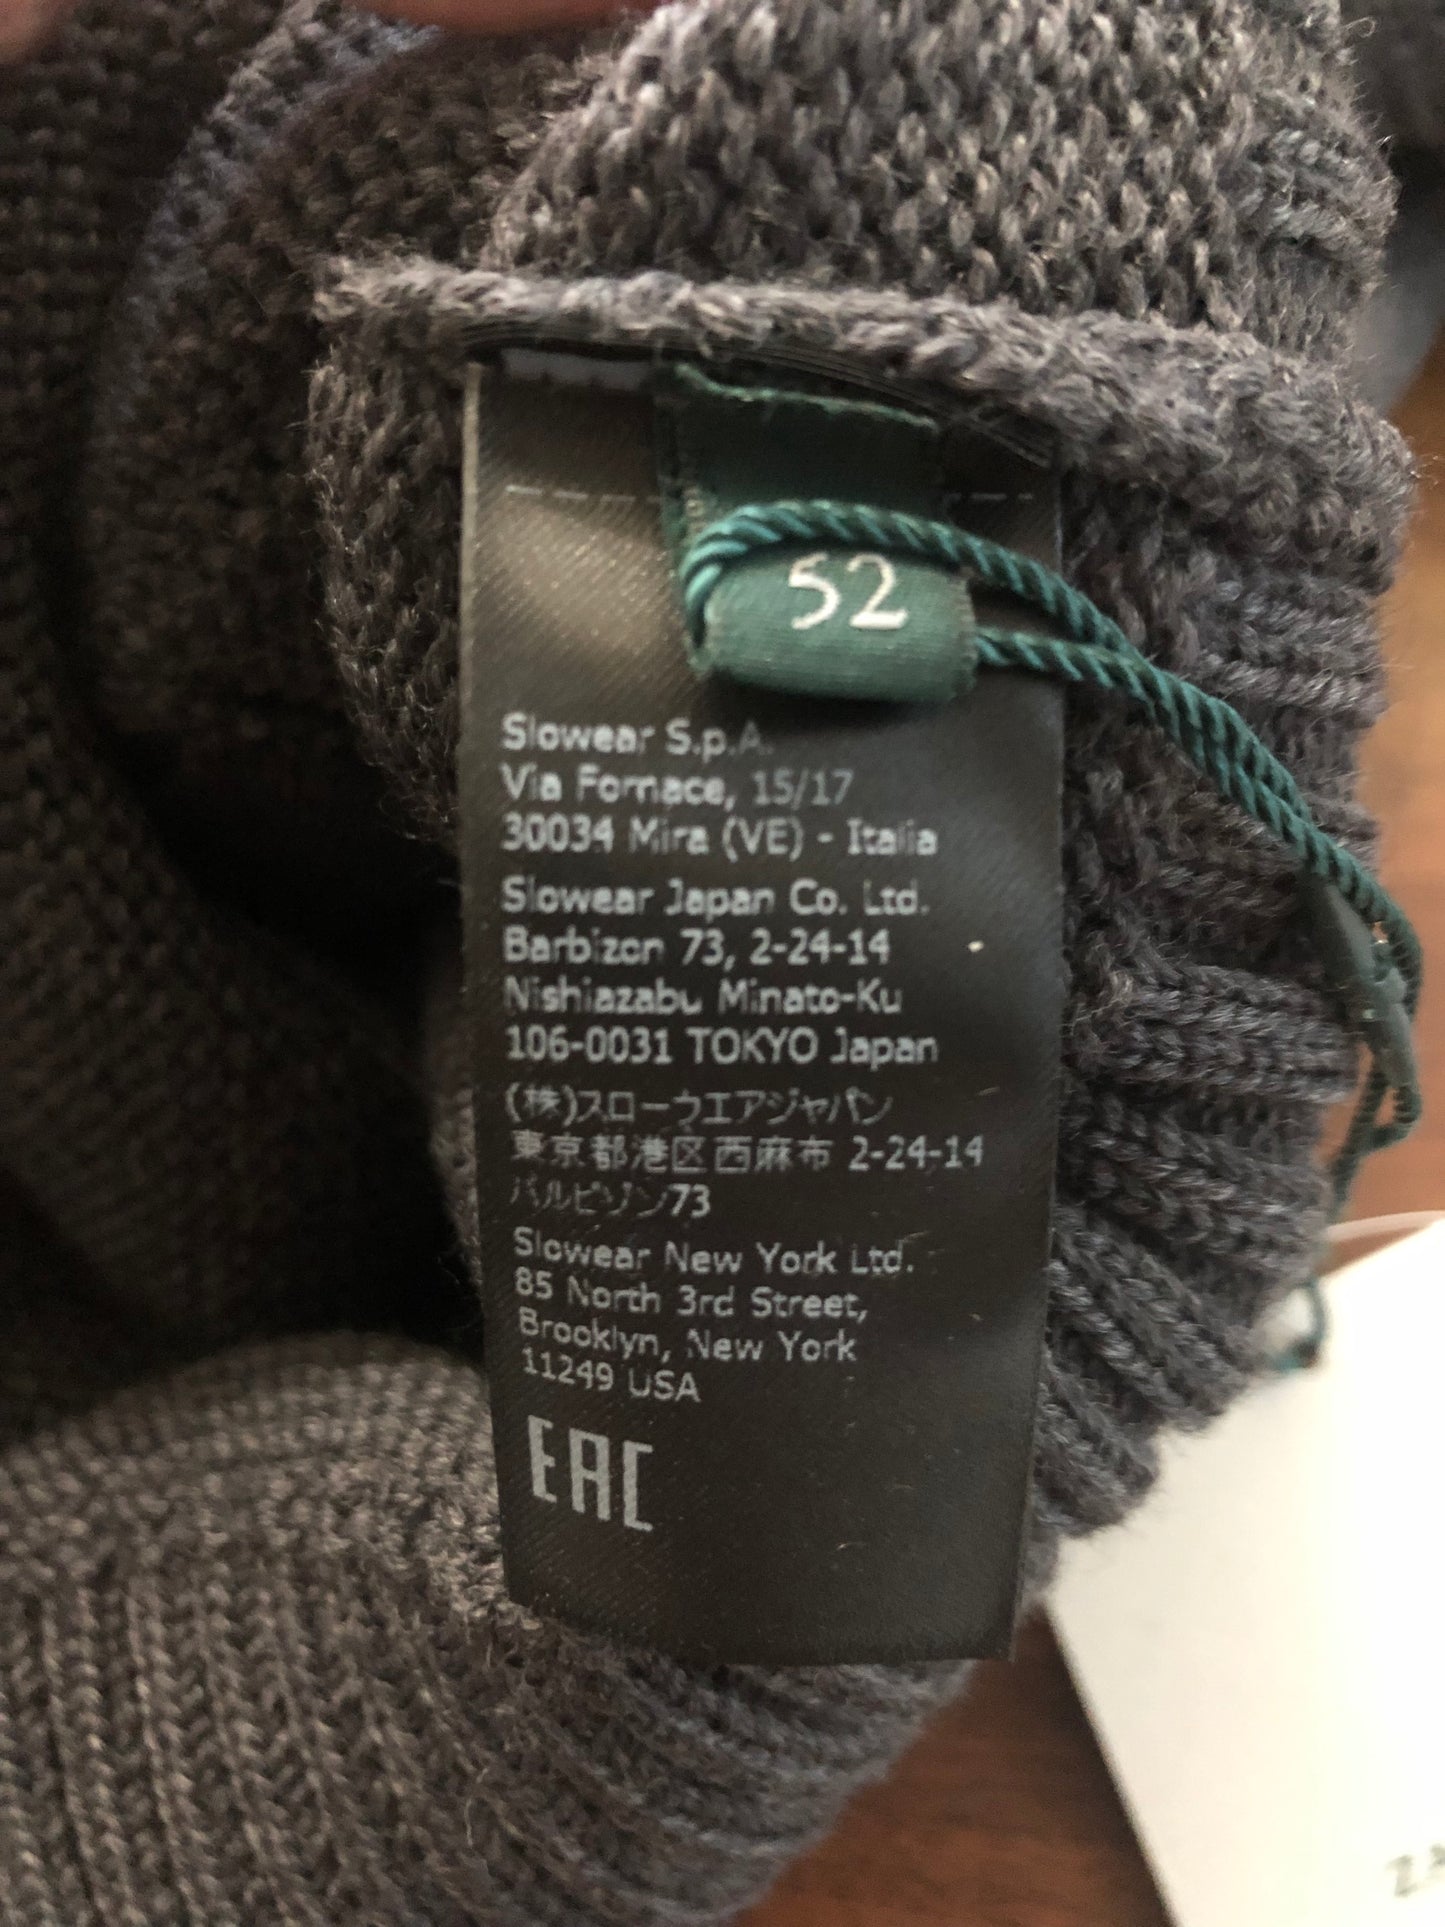 52
Slowear S.p.A.
Via Fornace, 15/17
30034 Mira (VE) - Italia
Slowear Japan Co. Ltd.
Barbizon 73, 2-24-14
Nishiazabu Minato-Ku
106-0031 TOKYO Japan
(株)スローウエアジャパン
東京都港区西麻布 2-24-14
バルビゾン73
Slowear New York Ltd.
85 North 3rd Street,
Brooklyn, New York
11249 USA
EAC